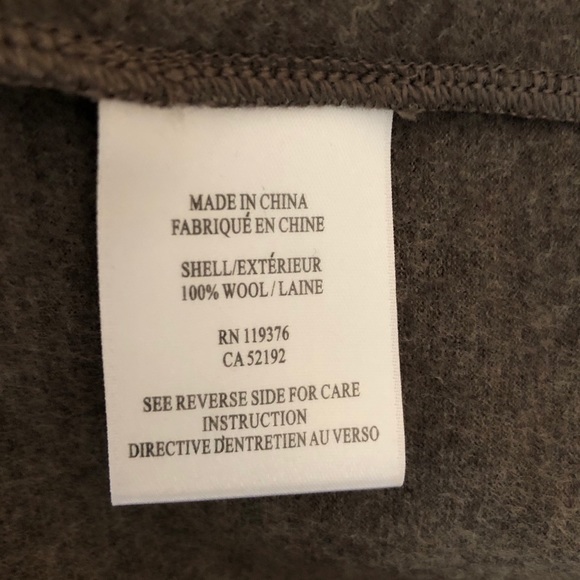 MADE IN CHINA
FABRIQUÉ EN CHINE
SHELL/EXTÉRIEUR
100% WOOL / LAINE
RN 119376
CA 52192
SEE REVERSE SIDE FOR CARE
INSTRUCTION
DIRECTIVE D'ENTRETIEN AU VERSO